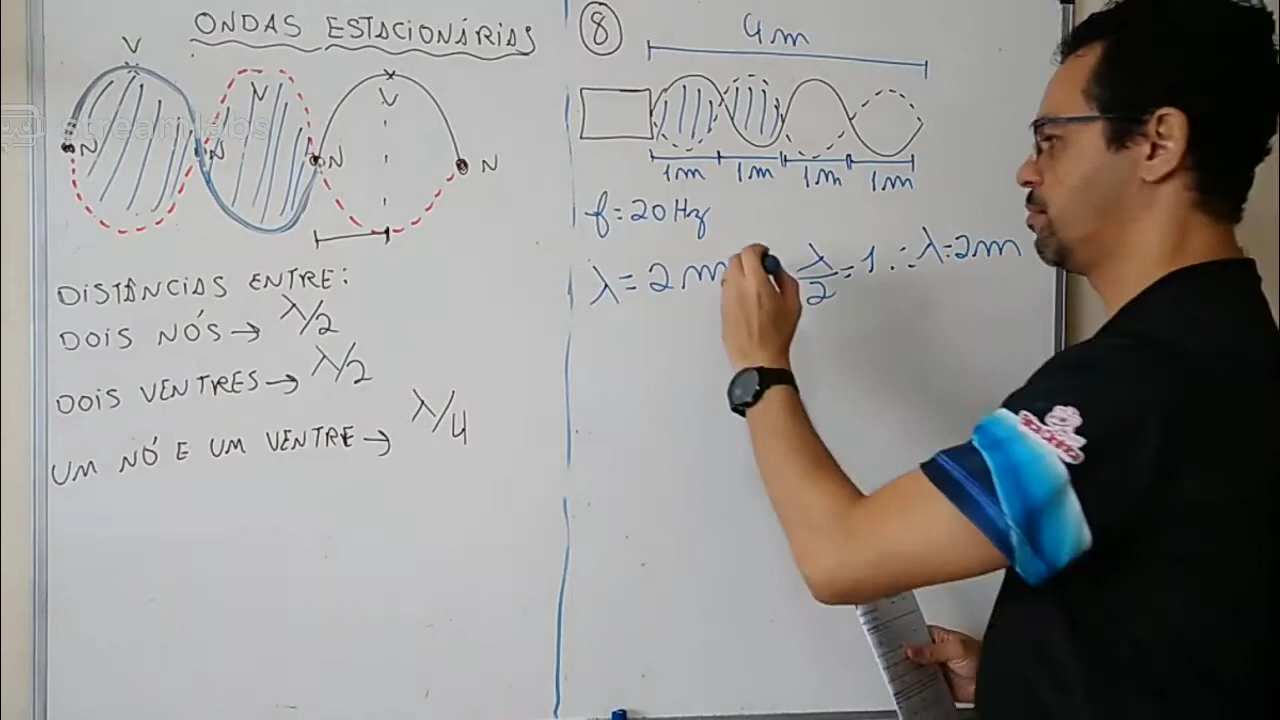 ONDAS ESTACIONÁRIAS
V
V
V
N
N
N
N
streamlabs
DISTÂNCIAS ENTRE:
DOIS NÓS → λ/2
DOIS VENTRES → λ/2
UM NÓ E UM VENTRE → λ/4
8
4m
1m 1m 1m 1m
f = 20 Hz
λ = 2m
λ/2 = 1 ∴ λ = 2m